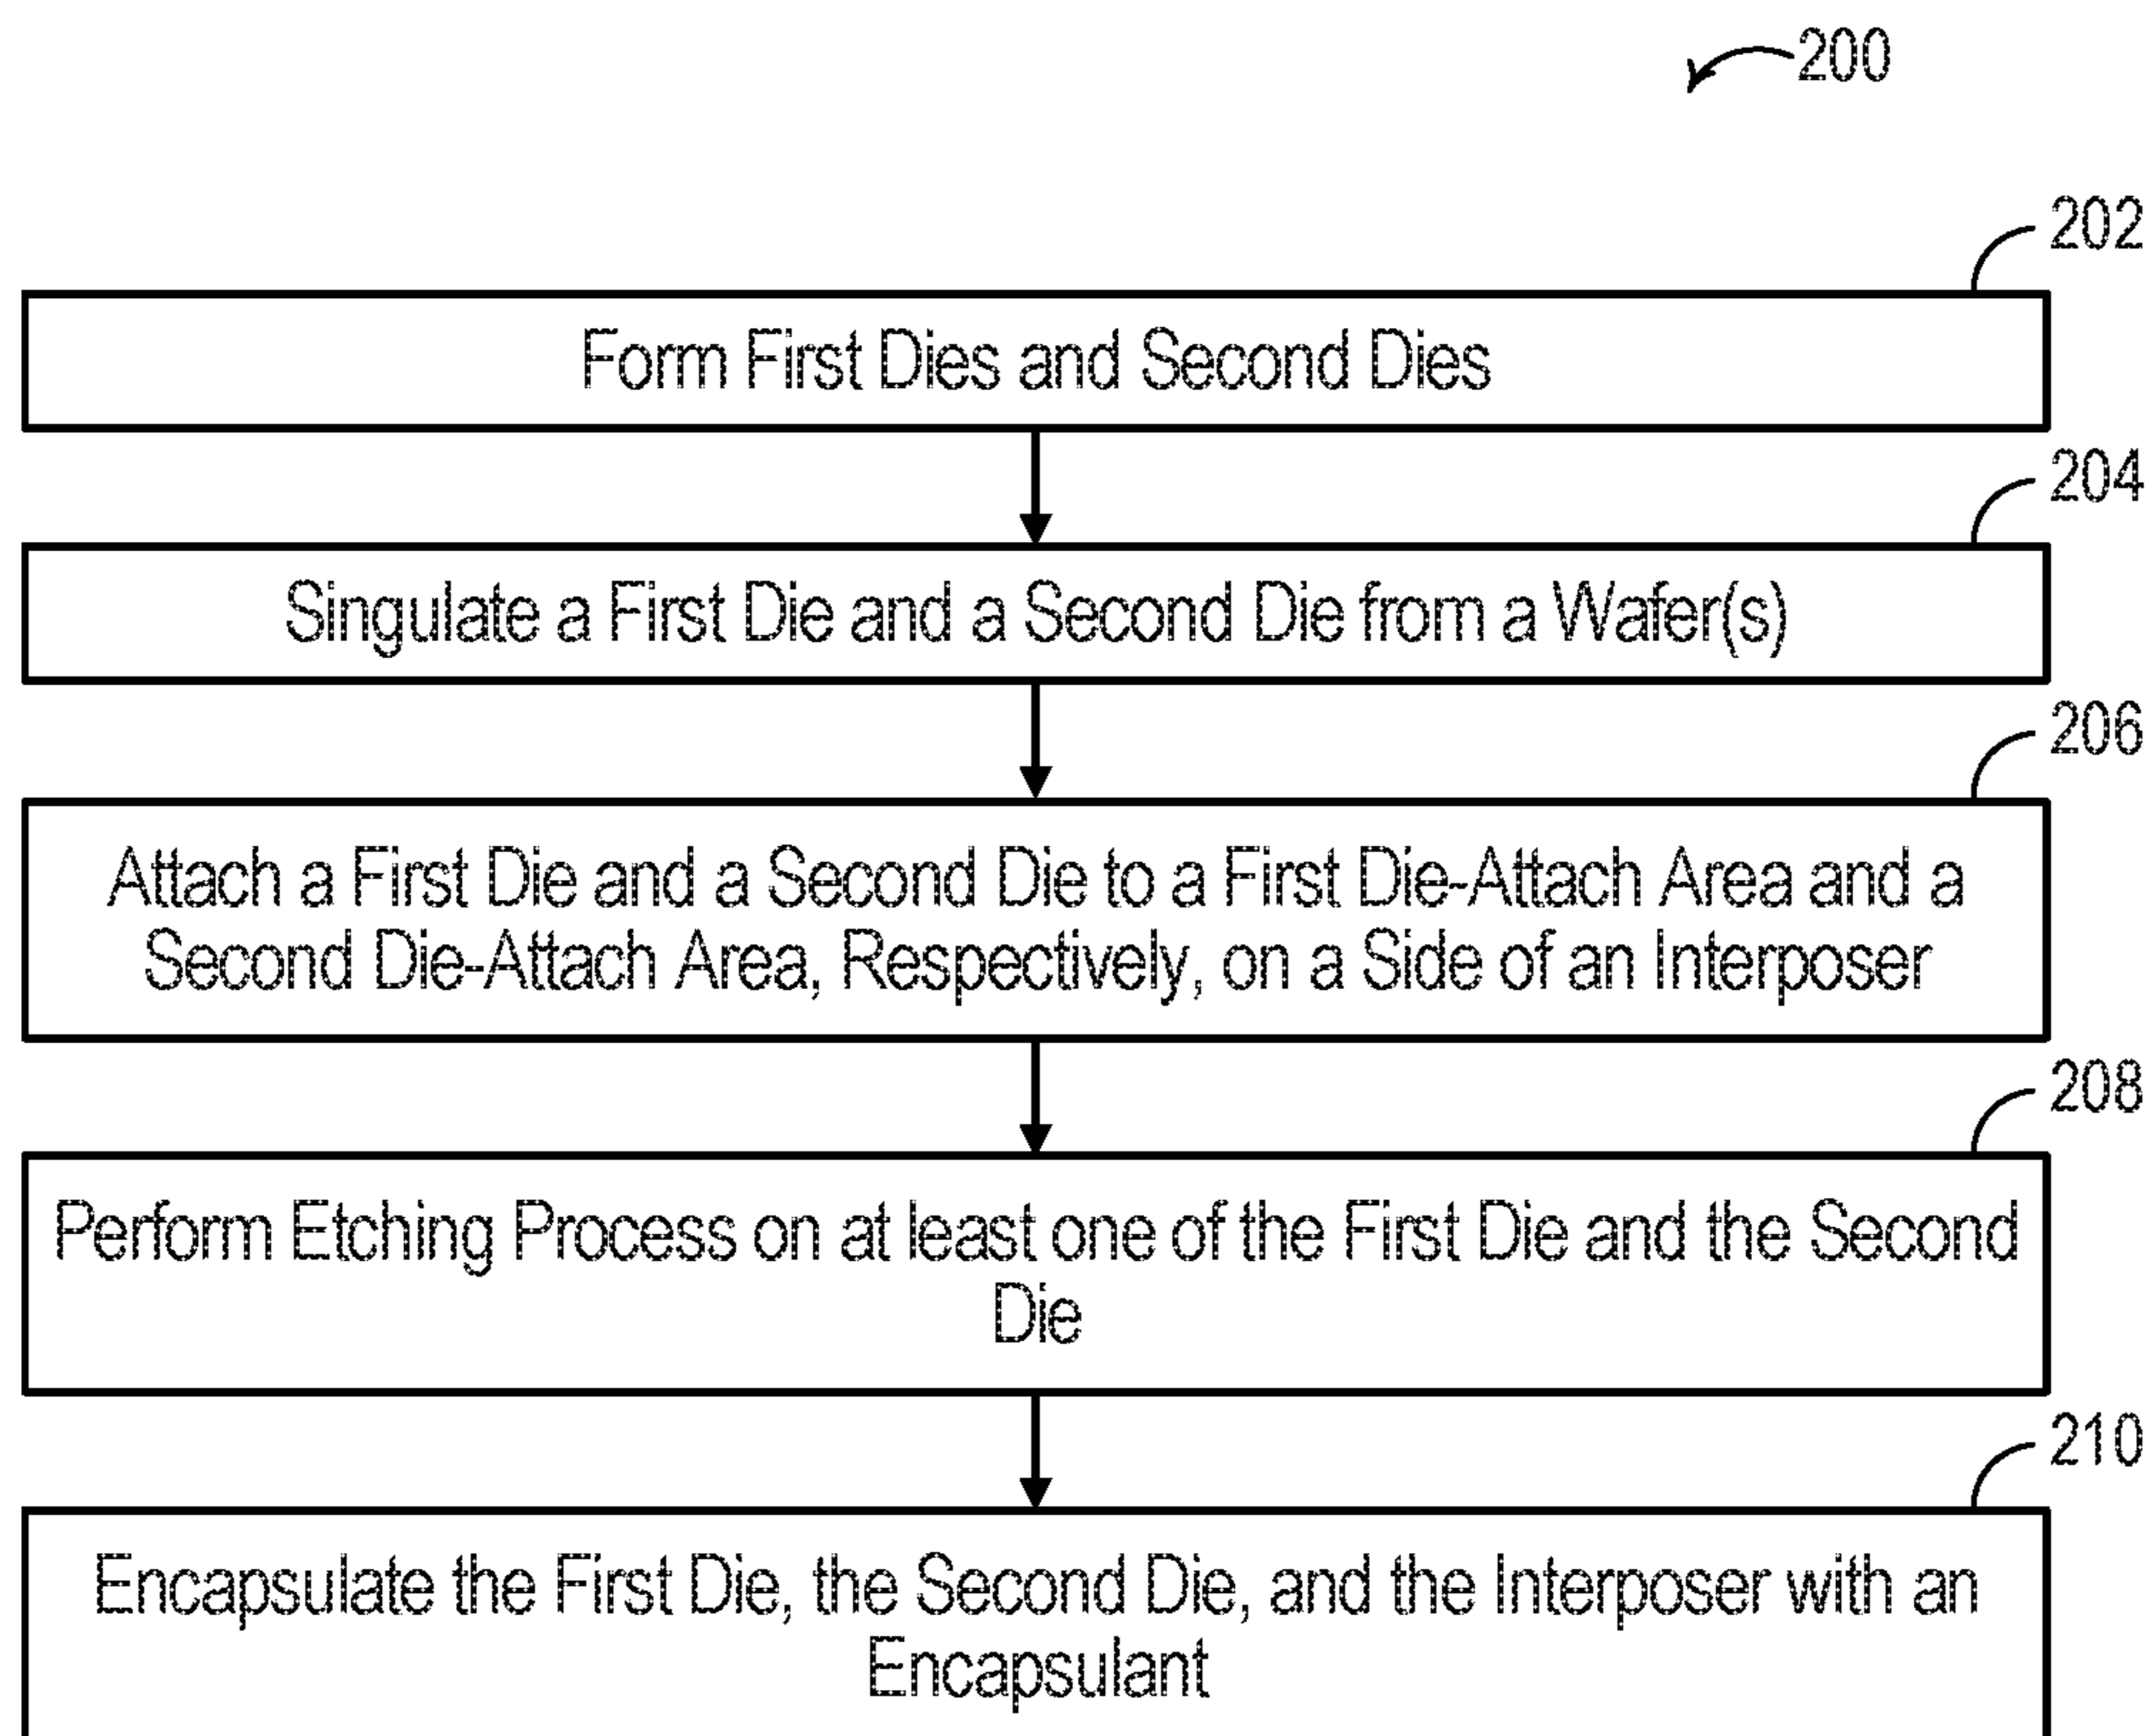 200
202
Form First Dies and Second Dies
204
Singulate a First Die and a Second Die from a Wafer(s)
206
Attach a First Die and a Second Die to a First Die-Attach Area and a
Second Die-Attach Area, Respectively, on a Side of an Interposer
208
Perform Etching Process on at least one of the First Die and the Second
Die
210
Encapsulate the First Die, the Second Die, and the Interposer with an
Encapsulant